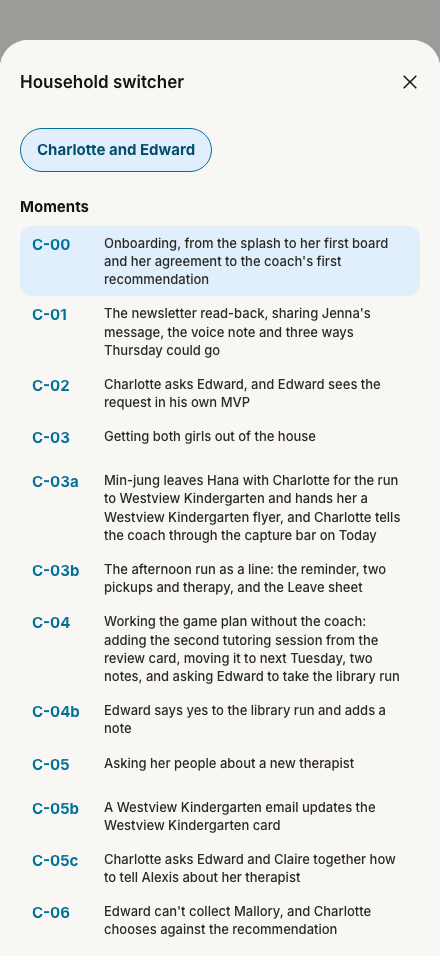 Household switcher
Charlotte and Edward
Moments
C-00
Onboarding, from the splash to her first board
and her agreement to the coach's first
recommendation
C-01
The newsletter read-back, sharing Jenna's
message, the voice note and three ways
Thursday could go
C-02
Charlotte asks Edward, and Edward sees the
request in his own MVP
C-03
Getting both girls out of the house
C-03a
Min-jung leaves Hana with Charlotte for the run
to Westview Kindergarten and hands her a
Westview Kindergarten flyer, and Charlotte tells
the coach through the capture bar on Today
C-03b
The afternoon run as a line: the reminder, two
pickups and therapy, and the Leave sheet
C-04
Working the game plan without the coach:
adding the second tutoring session from the
review card, moving it to next Tuesday, two
notes, and asking Edward to take the library run
C-04b
Edward says yes to the library run and adds a
note
C-05
Asking her people about a new therapist
C-05b
A Westview Kindergarten email updates the
Westview Kindergarten card
C-05c
Charlotte asks Edward and Claire together how
to tell Alexis about her therapist
C-06
Edward can't collect Mallory, and Charlotte
chooses against the recommendation